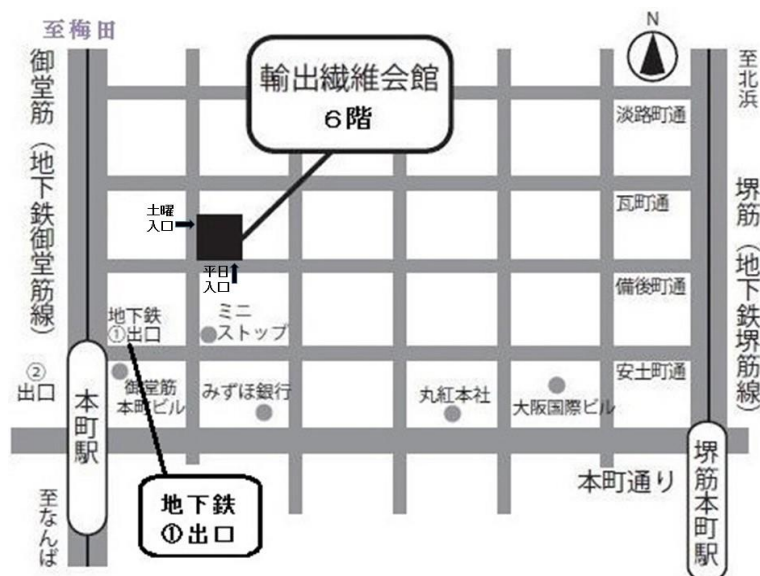 至梅田
御堂筋（地下鉄御堂筋線）
輸出繊維会館
６階
N
至北浜
淡路町通
瓦町通
堺筋（地下鉄堺筋線）
土曜
入口
平日
入口
備後町通
地下鉄
①出口
ミニ
ストップ
安土町通
②
出口
御堂筋
本町ビル
みずほ銀行
丸紅本社
大阪国際ビル
本町駅
本町通り
堺筋本町駅
地下鉄
①出口
至なんば